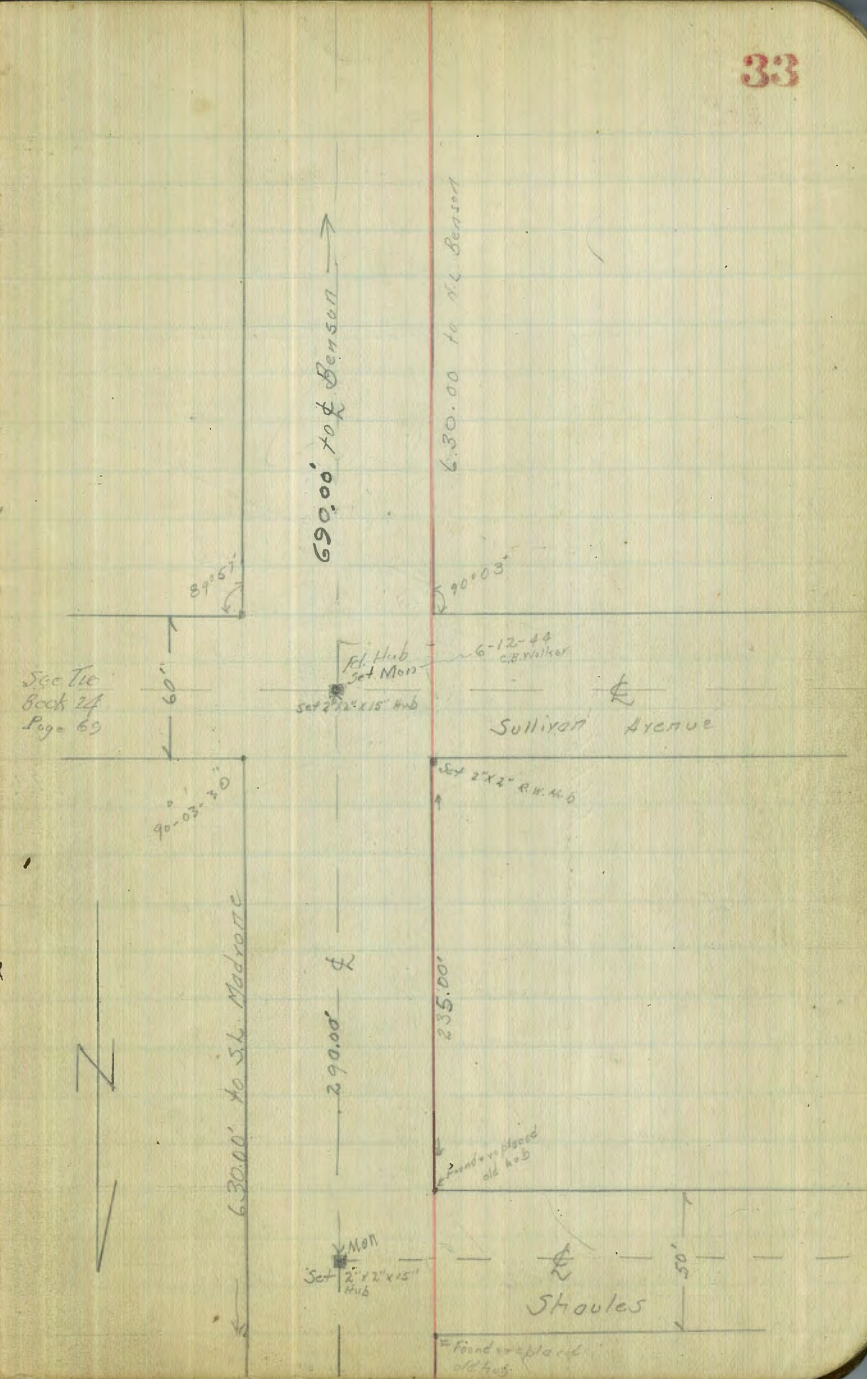 33
690.00' to ℄ Benson
630.00 to N.L Benson
89°57'
90°03'
Fd. Hub
Set Mon
6-12-44
C.B. Walker
See Tie
Book 24
Page 69
60'
Set 2"x2"x15" Hub
℄
Sullivan Avenue
Set 2"x2" R.W. Hub
90°-03'-30"
630.00' to S.L. Madrone
290.00' ℄
235.00'
Found + replaced
old hub
Mon
Set 2"x2"x15"
Hub
℄
50'
Shoules
Found + replaced
old hub